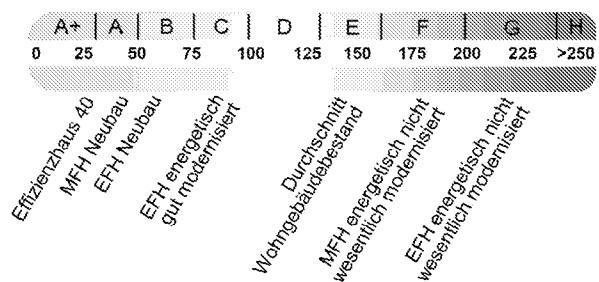 A+ A B C D E F G H
0 25 50 75 100 125 150 175 200 225 >250
Effizienzhaus 40
MFH Neubau
EFH Neubau
EFH energetisch
gut modernisiert
Durchschnitt
Wohngebäudebestand
MFH energetisch nicht
wesentlich modernisiert
EFH energetisch nicht
wesentlich modernisiert